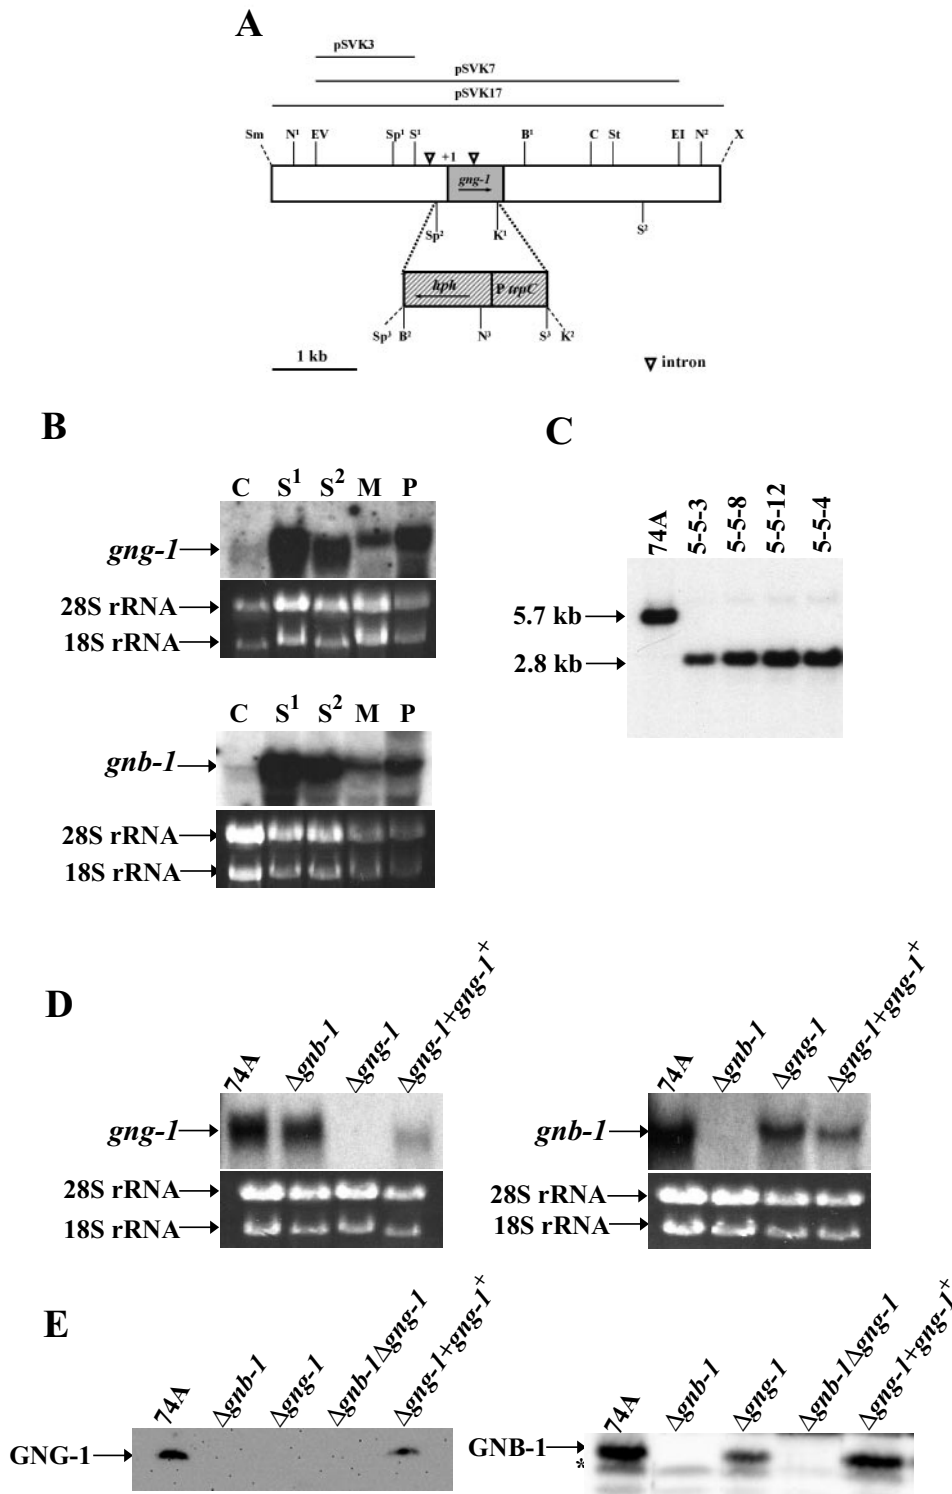 A
pSVK3
pSVK7
pSVK17
Sm N¹ EV Sp¹ S¹ B¹ C St EI N² X
+1
gng-1
Sp² K¹ S²
hph P trpC
Sp³ B² N³ S³ K²
1 kb
intron
B
C S¹ S² M P
gng-1
28S rRNA
18S rRNA
C S¹ S² M P
gnb-1
28S rRNA
18S rRNA
C
74A 5-5-3 5-5-8 5-5-12 5-5-4
5.7 kb
2.8 kb
D
74A Δgnb-1 Δgng-1 Δgng-1+gng-1⁺
gng-1
28S rRNA
18S rRNA
74A Δgnb-1 Δgng-1 Δgng-1+gng-1⁺
gnb-1
28S rRNA
18S rRNA
E
74A Δgnb-1 Δgng-1 Δgnb-1Δgng-1 Δgng-1+gng-1⁺
GNG-1
74A Δgnb-1 Δgng-1 Δgnb-1Δgng-1 Δgng-1+gng-1⁺
GNB-1
*